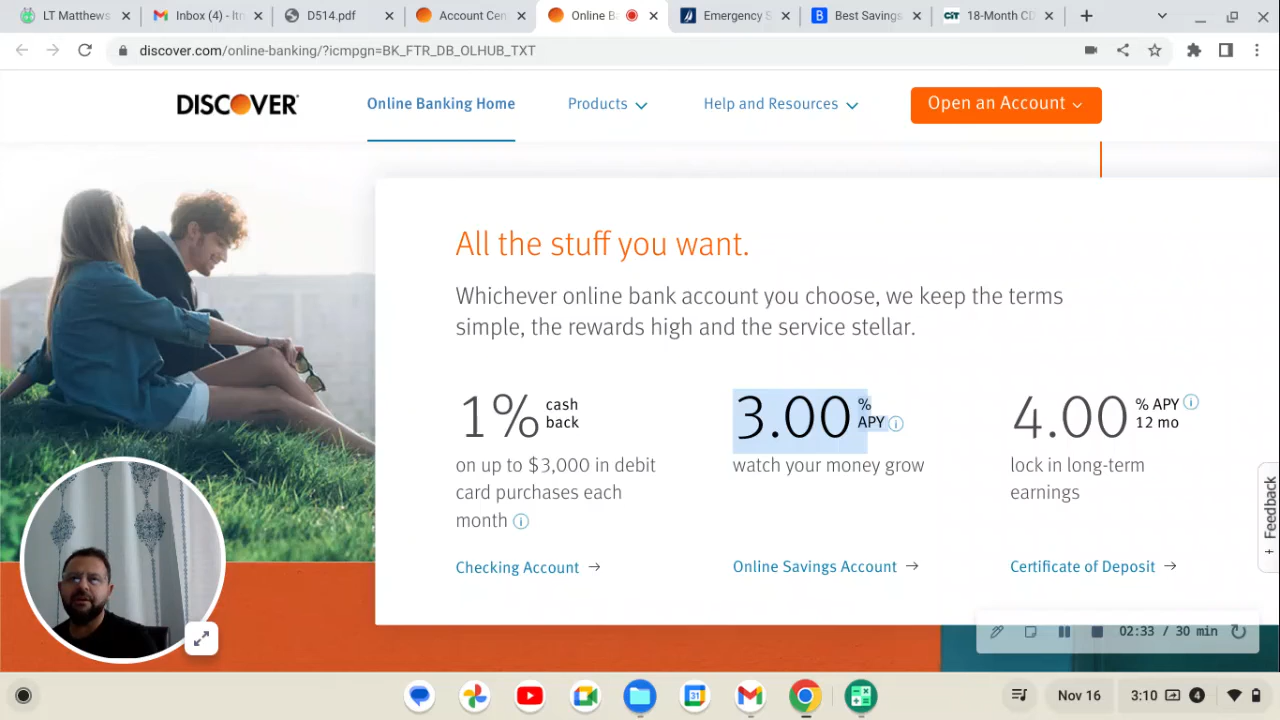 LT Matthews
Inbox (4) - ltn
D514.pdf
Account Cen
Online B
Emergency S
Best Savings
CIT
18-Month CD
discover.com/online-banking/?icmpgn=BK_FTR_DB_OLHUB_TXT
DISCOVER
Online Banking Home
Products
Help and Resources
Open an Account
All the stuff you want.
Whichever online bank account you choose, we keep the terms
simple, the rewards high and the service stellar.
1% cash back
on up to $3,000 in debit
card purchases each
month
Checking Account →
3.00 % APY
watch your money grow
Online Savings Account →
4.00 % APY 12 mo
lock in long-term
earnings
Certificate of Deposit →
+ Feedback
02:33 / 30 min
31
Nov 16
3:10
4